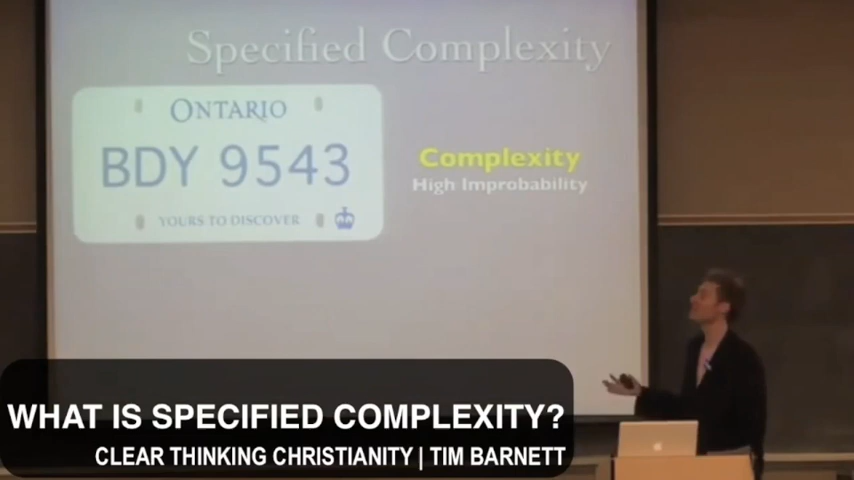 Specified Complexity
ONTARIO
BDY 9543
YOURS TO DISCOVER
Complexity
High Improbability
WHAT IS SPECIFIED COMPLEXITY?
CLEAR THINKING CHRISTIANITY | TIM BARNETT